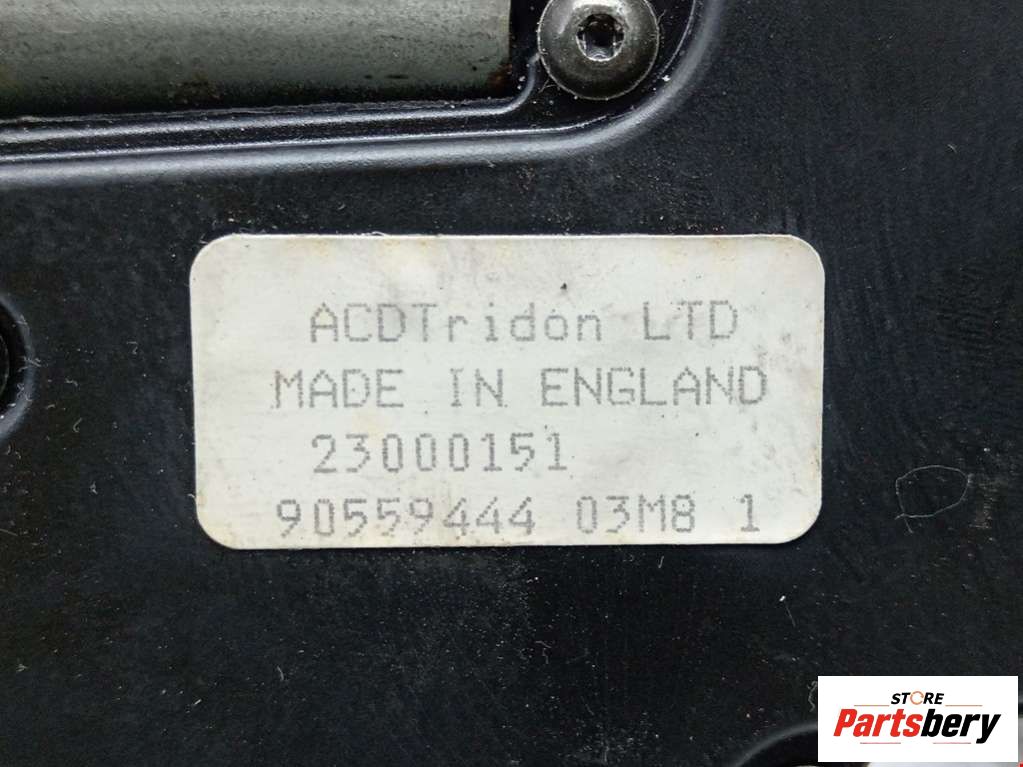 ACDTridon LTD
MADE IN ENGLAND
23000151
90559444 03M8 1
STORE
Partsbery